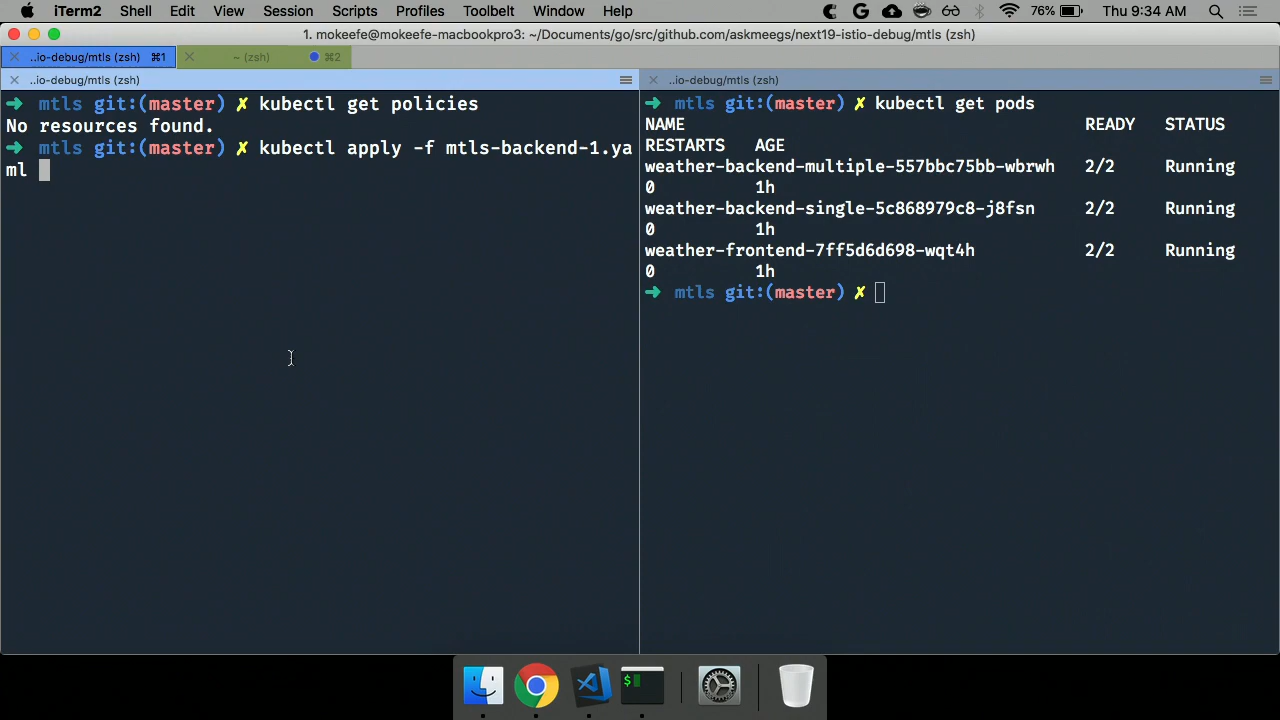 iTerm2 Shell Edit View Session Scripts Profiles Toolbelt Window Help 76% Thu 9:34 AM
1. mokeefe@mokeefe-macbookpro3: ~/Documents/go/src/github.com/askmeegs/next19-istio-debug/mtls (zsh)
..io-debug/mtls (zsh) ⌘1 ~ (zsh) ⌘2
..io-debug/mtls (zsh)
➜ mtls git:(master) ✗ kubectl get policies
No resources found.
➜ mtls git:(master) ✗ kubectl apply -f mtls-backend-1.ya
ml
..io-debug/mtls (zsh)
➜ mtls git:(master) ✗ kubectl get pods
NAME READY STATUS
RESTARTS AGE
weather-backend-multiple-557bbc75bb-wbrwh 2/2 Running
0 1h
weather-backend-single-5c868979c8-j8fsn 2/2 Running
0 1h
weather-frontend-7ff5d6d698-wqt4h 2/2 Running
0 1h
➜ mtls git:(master) ✗
$